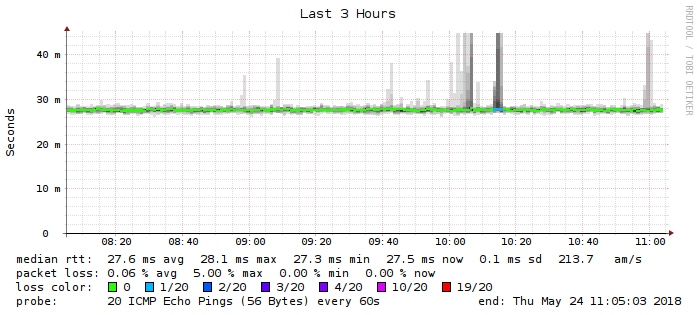 Last 3 Hours
RRDTOOL / TOBI OETIKER
Seconds
40 m
30 m
20 m
10 m
0
08:20 08:40 09:00 09:20 09:40 10:00 10:20 10:40 11:00
median rtt: 27.6 ms avg 28.1 ms max 27.3 ms min 27.5 ms now 0.1 ms sd 213.7 am/s
packet loss: 0.06 % avg 5.00 % max 0.00 % min 0.00 % now
loss color: 0 1/20 2/20 3/20 4/20 10/20 19/20
probe: 20 ICMP Echo Pings (56 Bytes) every 60s end: Thu May 24 11:05:03 2018